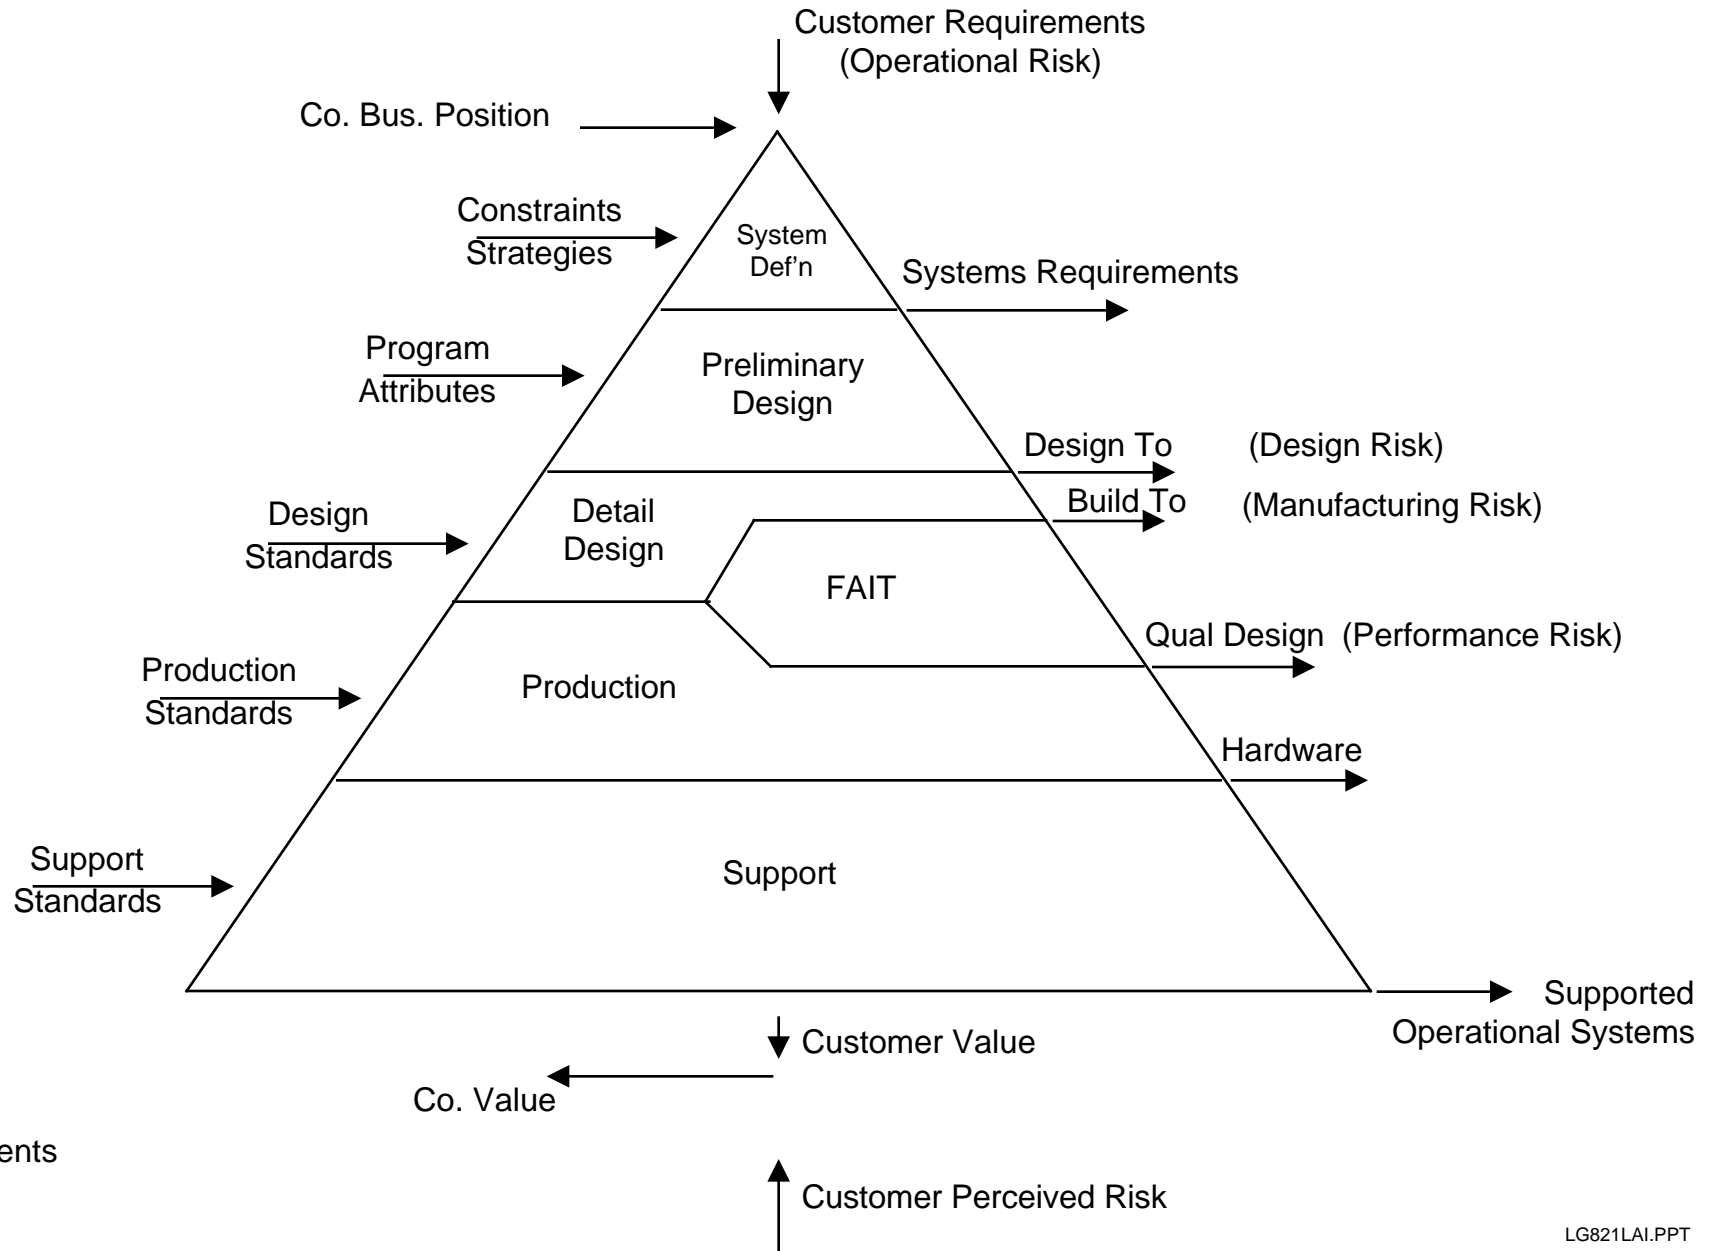 Customer Requirements
(Operational Risk)
Co. Bus. Position
Constraints
Strategies
System
Def’n
Systems Requirements
Program
Attributes
Preliminary
Design
Design To (Design Risk)
Build To (Manufacturing Risk)
Design
Standards
Detail
Design
FAIT
Qual Design (Performance Risk)
Production
Standards
Production
Hardware
Support
Standards
Support
Supported
Operational Systems
Customer Value
Co. Value
ents
Customer Perceived Risk
LG821LAI.PPT